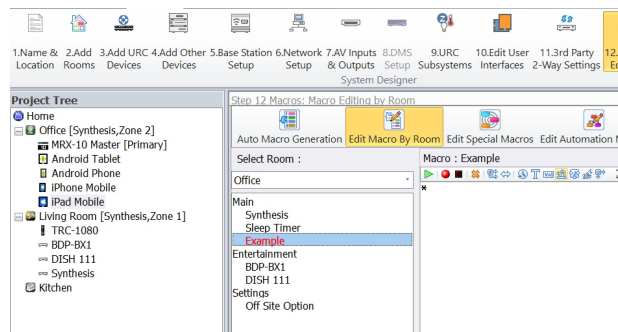 1.Name & Location 2.Add Rooms 3.Add URC Devices 4.Add Other Devices 5.Base Station Setup 6.Network Setup 7.AV Inputs & Outputs 8.DMS Setup 9.URC Subsystems 10.Edit User Interfaces 11.3rd Party 2-Way Settings 12.
System Designer
Project Tree
Home
Office [Synthesis,Zone 2]
MRX-10 Master [Primary]
Android Tablet
Android Phone
iPhone Mobile
iPad Mobile
Living Room [Synthesis,Zone 1]
TRC-1080
BDP-BX1
DISH 111
Synthesis
Kitchen
Step 12 Macros: Macro Editing by Room
Auto Macro Generation Edit Macro By Room Edit Special Macros Edit Automation
Select Room :
Office
Main
Synthesis
Sleep Timer
Example
Entertainment
BDP-BX1
DISH 111
Settings
Off Site Option
Macro : Example
*